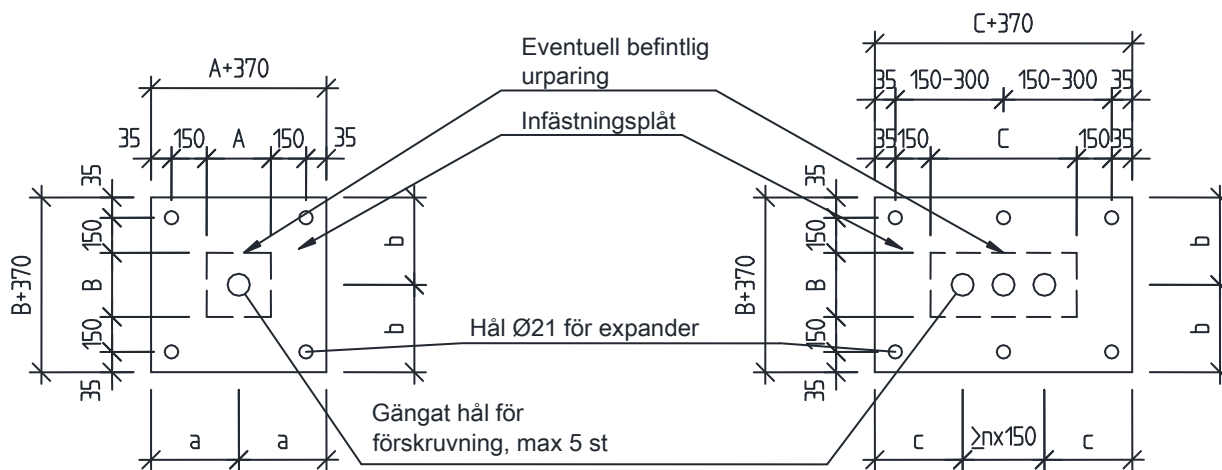 C+370
Eventuell befintlig
urparing
A+370
35 150-300 150-300 35
Infästningsplåt
35 150 A 150 35
35 150 C 150 35
35
150
B
150
35
B+370
b
b
35
150
B
150
35
B+370
b
b
Hål Ø21 för expander
Gängat hål för
förskruvning, max 5 st
a a
c ≥nx150 c